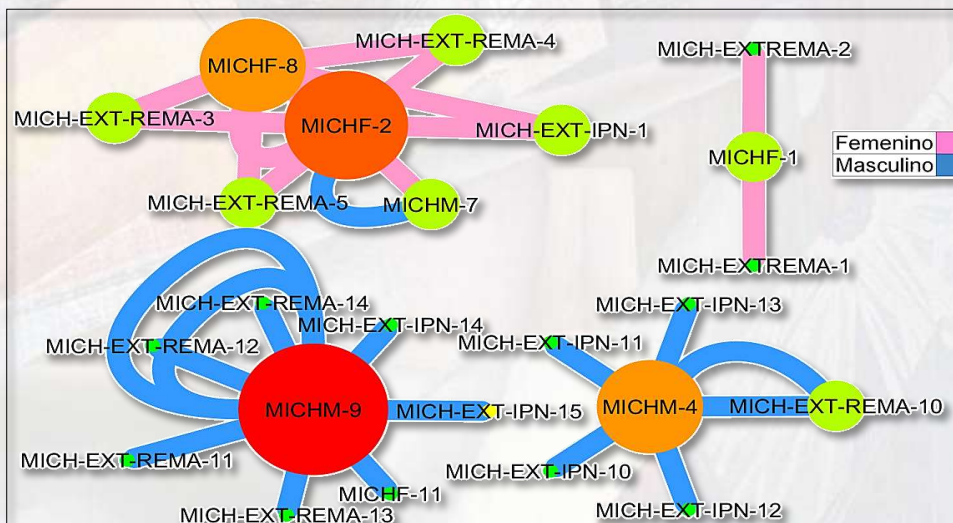 MICH-EXT-REMA-4
MICHF-8
MICH-EXT-REMA-3
MICHF-2
MICH-EXT-IPN-1
MICH-EXT-REMA-5
MICHM-7
MICH-EXTREMA-2
MICHF-1
MICH-EXTREMA-1
Femenino
Masculino
MICH-EXT-REMA-14
MICH-EXT-IPN-14
MICH-EXT-REMA-12
MICHM-9
MICH-EXT-IPN-15
MICH-EXT-REMA-11
MICHF-11
MICH-EXT-REMA-13
MICH-EXT-IPN-13
MICH-EXT-IPN-11
MICHM-4
MICH-EXT-REMA-10
MICH-EXT-IPN-10
MICH-EXT-IPN-12